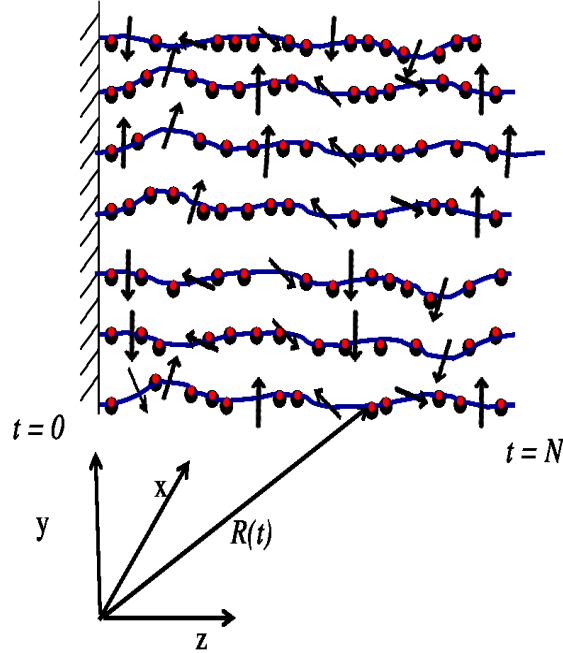 t = 0
t = N
x
y
R(t)
z